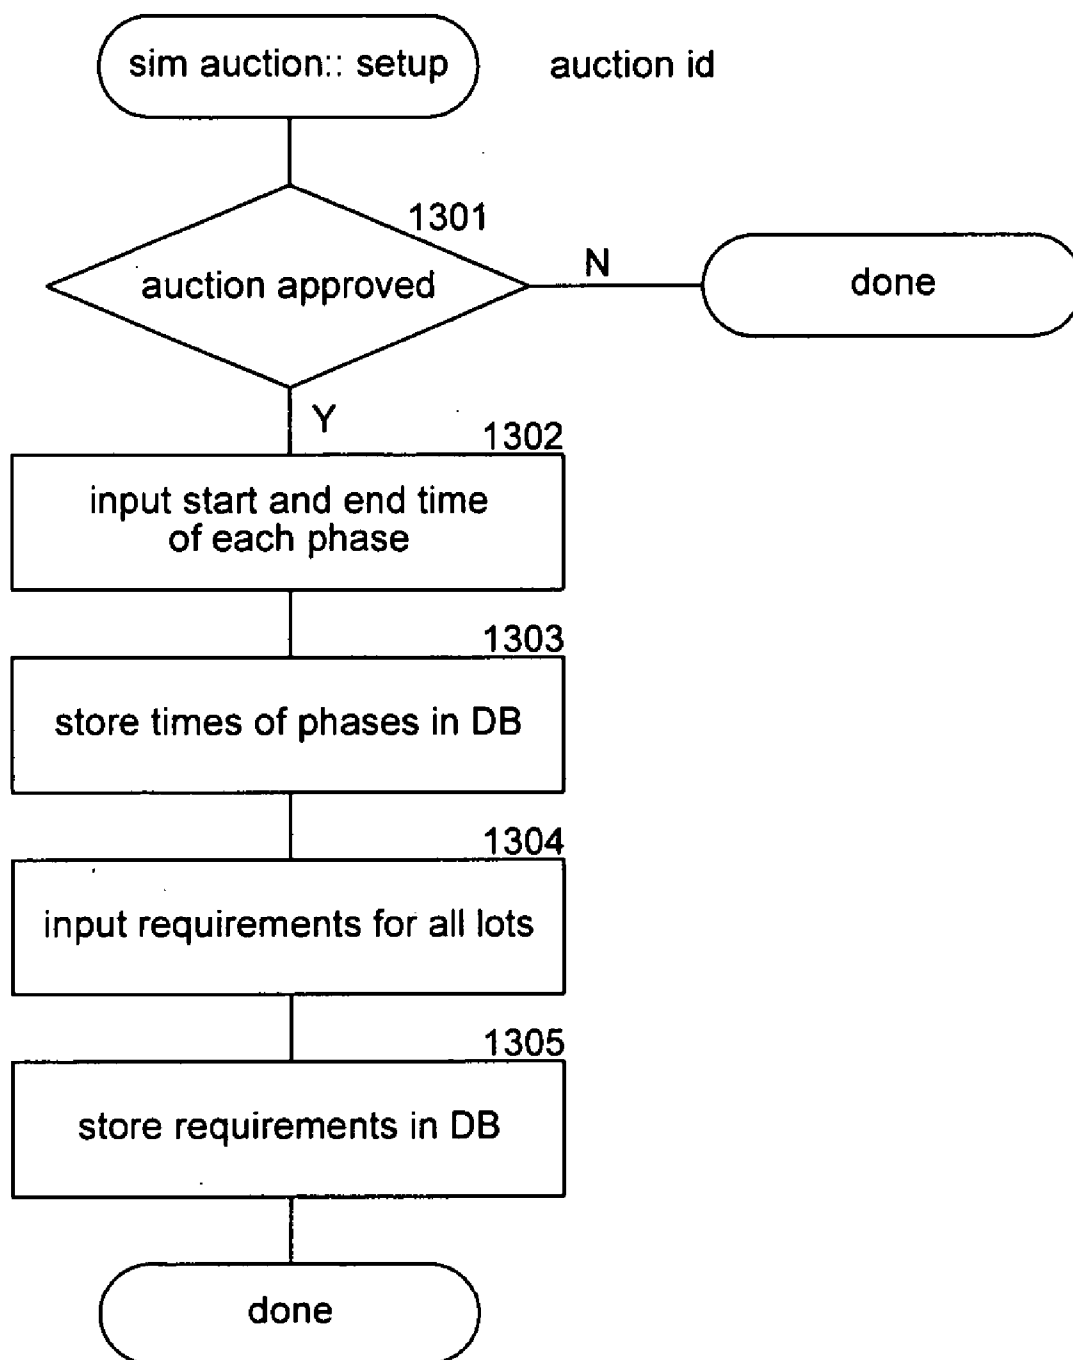 sim auction:: setup
auction id
1301
auction approved
N
done
Y
1302
input start and end time
of each phase
1303
store times of phases in DB
1304
input requirements for all lots
1305
store requirements in DB
done